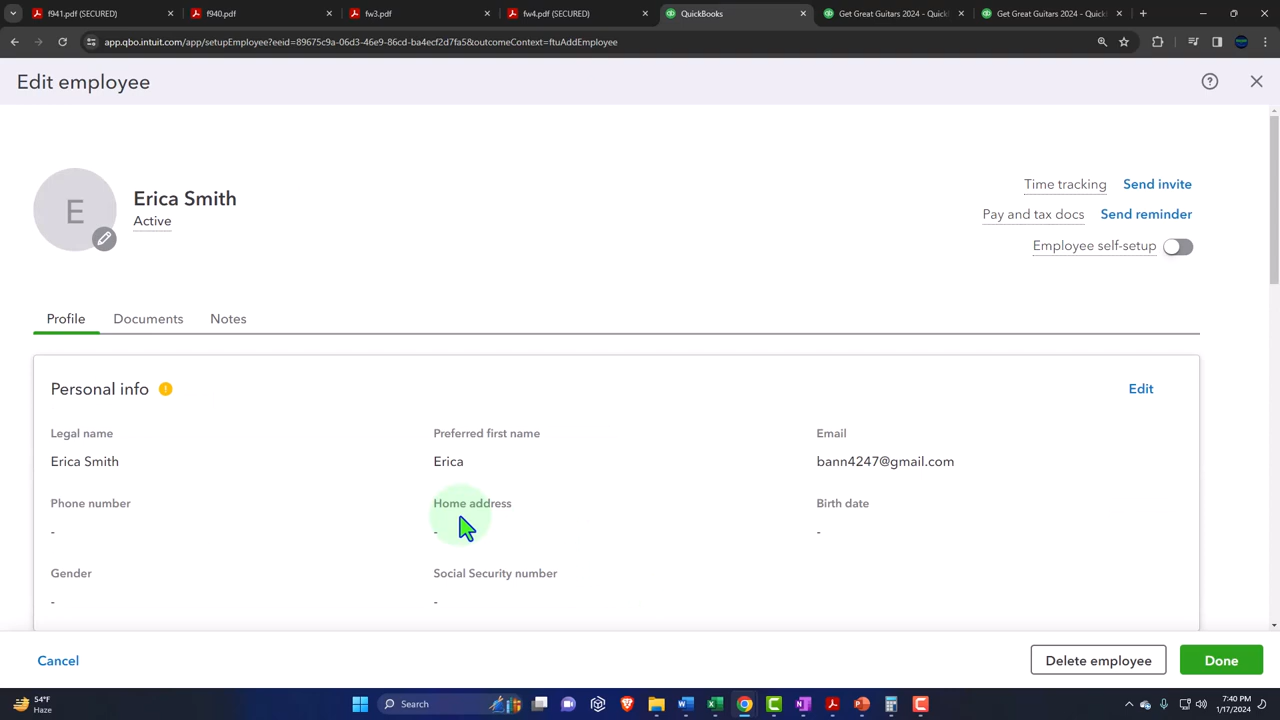 f941.pdf (SECURED)
f940.pdf
fw3.pdf
fw4.pdf (SECURED)
QuickBooks
Get Great Guitars 2024 - Quick
Get Great Guitars 2024 - Quick
app.qbo.intuit.com/app/setupEmployee?eeid=89675c9a-06d3-46e9-86cd-ba4ecf2d7fa5&outcomeContext=ftuAddEmployee
Edit employee
E
Erica Smith
Active
Time tracking Send invite
Pay and tax docs Send reminder
Employee self-setup
Profile Documents Notes
Personal info Edit
Legal name Preferred first name Email
Erica Smith Erica bann4247@gmail.com
Phone number Home address Birth date
- - -
Gender Social Security number
- -
Cancel Delete employee Done
54°F
Haze
Search
7:40 PM
1/17/2024